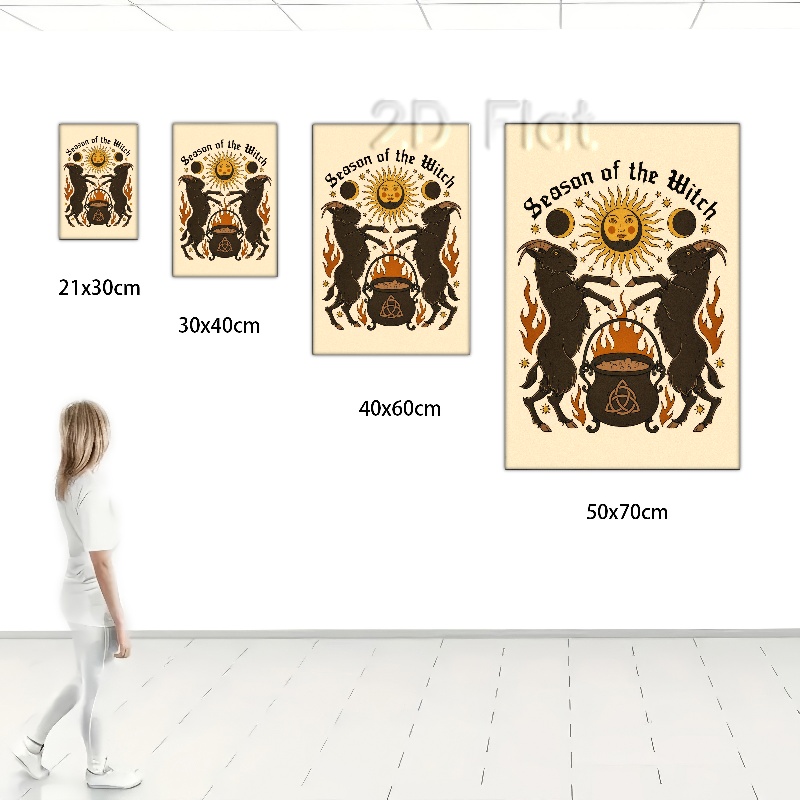 2D Flat.
Season of the Witch
Season of the Witch
Season of the Witch
Season of the Witch
21x30cm
30x40cm
40x60cm
50x70cm